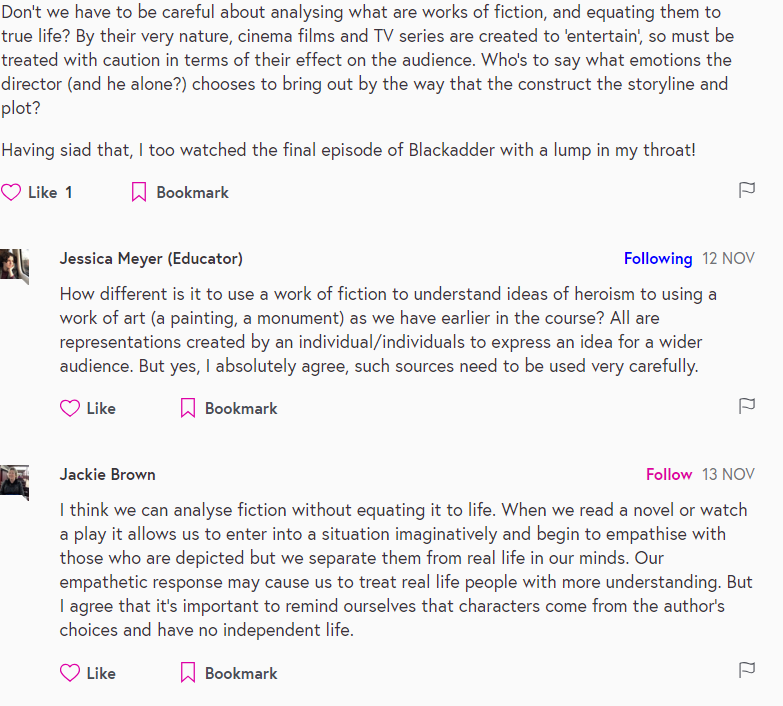 Don't we have to be careful about analysing what are works of fiction, and equating them to
true life? By their very nature, cinema films and TV series are created to 'entertain', so must be
treated with caution in terms of their effect on the audience. Who's to say what emotions the
director (and he alone?) chooses to bring out by the way that the construct the storyline and
plot?
Having siad that, I too watched the final episode of Blackadder with a lump in my throat!
Like 1 Bookmark
Jessica Meyer (Educator) Following 12 NOV
How different is it to use a work of fiction to understand ideas of heroism to using a
work of art (a painting, a monument) as we have earlier in the course? All are
representations created by an individual/individuals to express an idea for a wider
audience. But yes, I absolutely agree, such sources need to be used very carefully.
Like Bookmark
Jackie Brown Follow 13 NOV
I think we can analyse fiction without equating it to life. When we read a novel or watch
a play it allows us to enter into a situation imaginatively and begin to empathise with
those who are depicted but we separate them from real life in our minds. Our
empathetic response may cause us to treat real life people with more understanding. But
I agree that it's important to remind ourselves that characters come from the author's
choices and have no independent life.
Like Bookmark